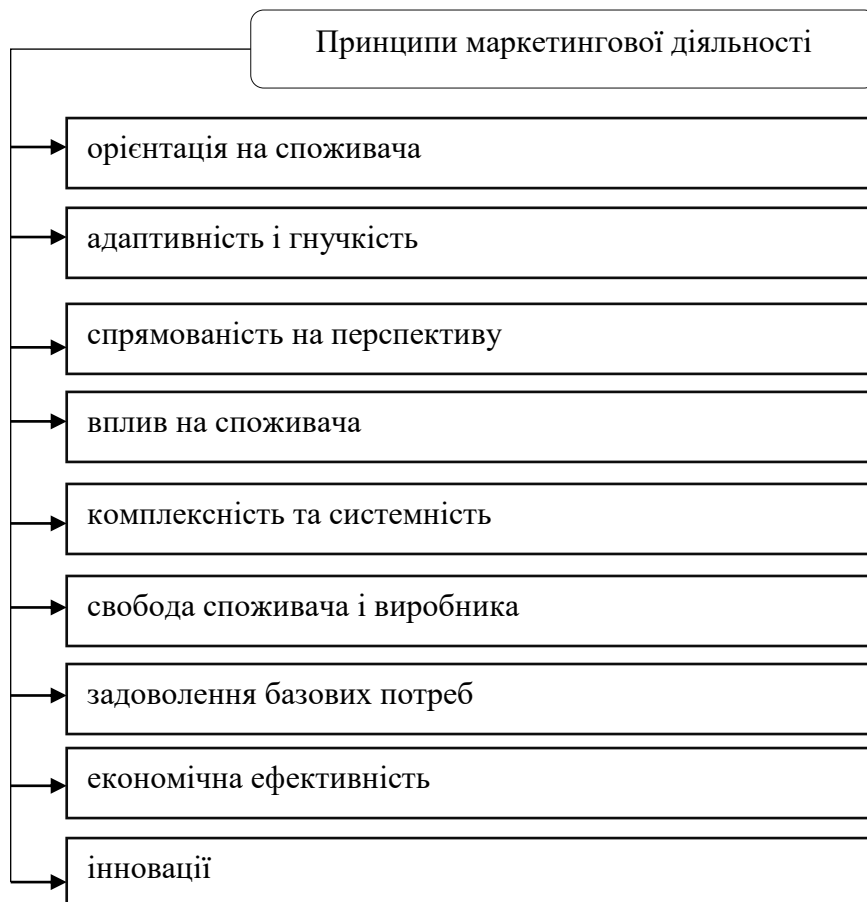 Принципи маркетингової діяльності
орієнтація на споживача
адаптивність і гнучкість
спрямованість на перспективу
вплив на споживача
комплексність та системність
свобода споживача і виробника
задоволення базових потреб
економічна ефективність
інновації